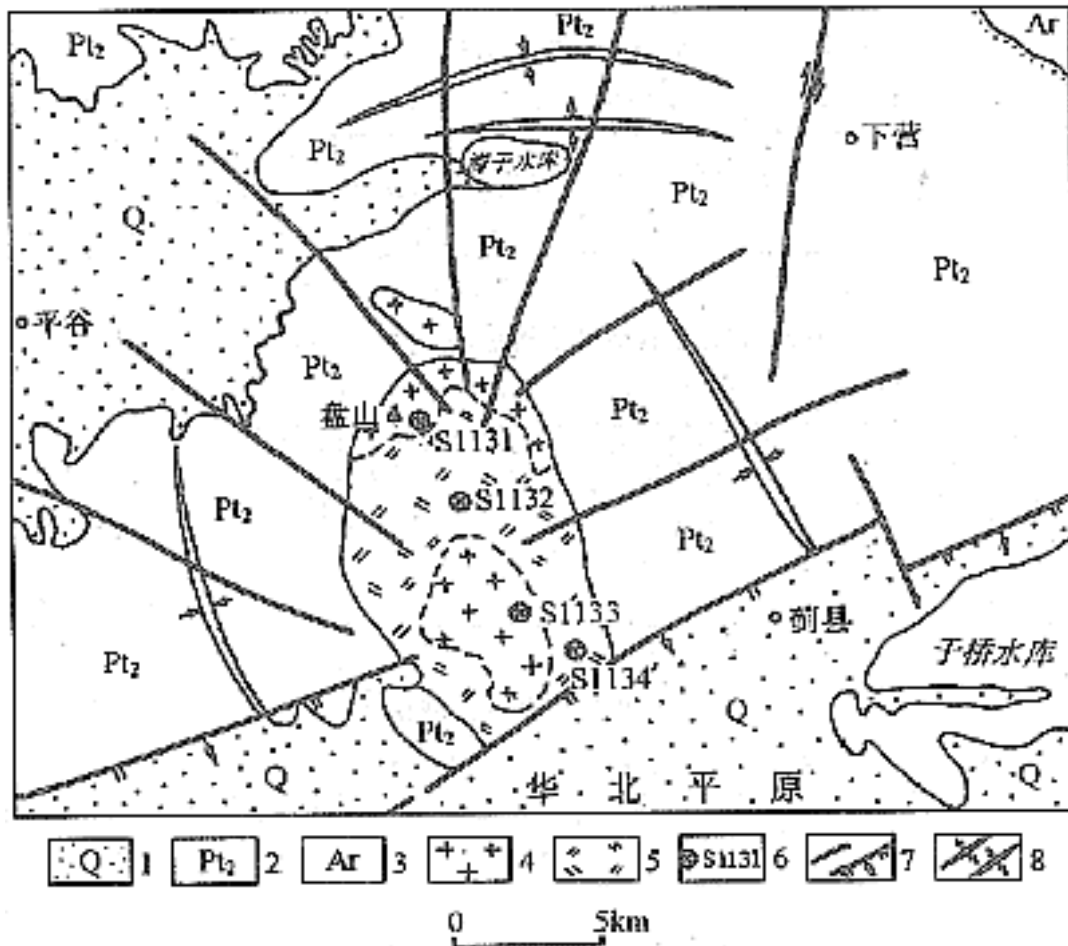 Pt₂
Pt₂
Ar
下营
Pt₂
Pt₂
Q
Pt₂
Pt₂
平谷
Pt₂
Pt₂
盘山
S1131
S1132
Pt₂
Pt₂
S1133
蓟县
Pt₂
于桥水库
S1134'
Q
Pt₂
Q
华北平原
Q
Q 1 Pt₂ 2 Ar 3 4 5 S1131 6 7 8
0 5km